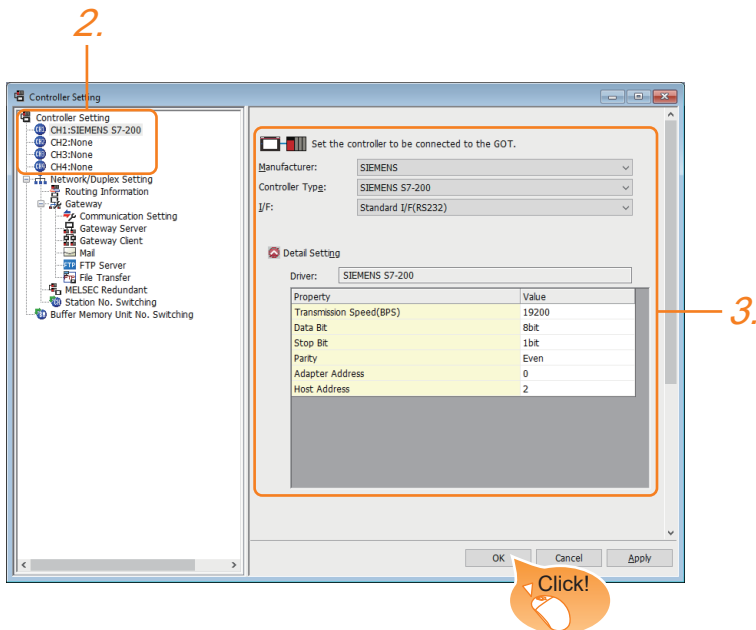 2.
Controller Setting
Controller Setting
CH1:SIEMENS S7-200
CH2:None
CH3:None
CH4:None
Network/Duplex Setting
Routing Information
Gateway
Communication Setting
Gateway Server
Gateway Client
Mail
FTP Server
File Transfer
MELSEC Redundant
Station No. Switching
Buffer Memory Unit No. Switching
Set the controller to be connected to the GOT.
Manufacturer: SIEMENS
Controller Type: SIEMENS S7-200
I/F: Standard I/F(RS232)
Detail Setting
Driver: SIEMENS S7-200
Property Value
Transmission Speed(BPS) 19200
Data Bit 8bit
Stop Bit 1bit
Parity Even
Adapter Address 0
Host Address 2
3.
OK Cancel Apply
Click!